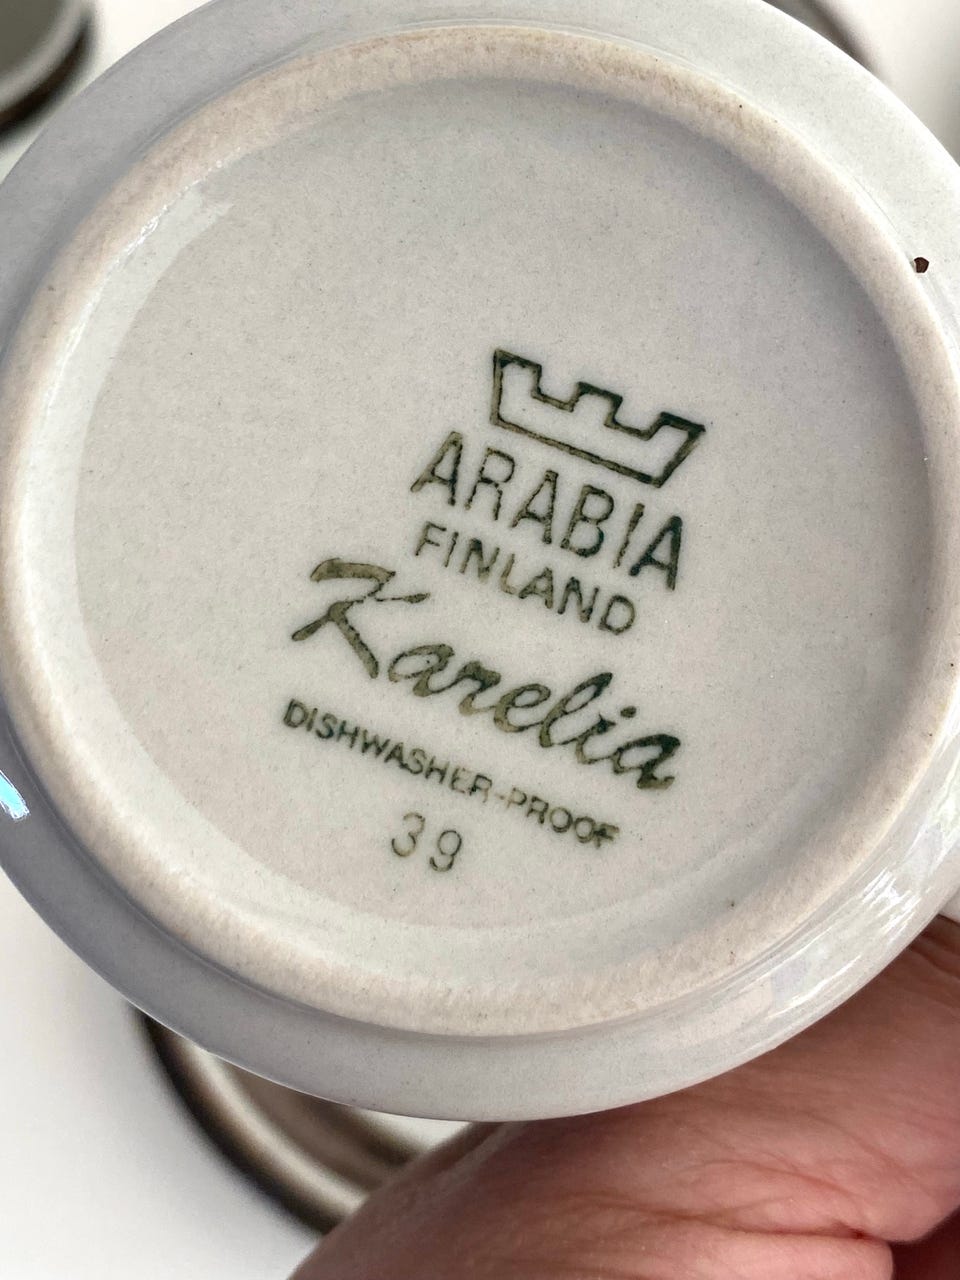 ARABIA
FINLAND
Karelia
DISHWASHER-PROOF
39